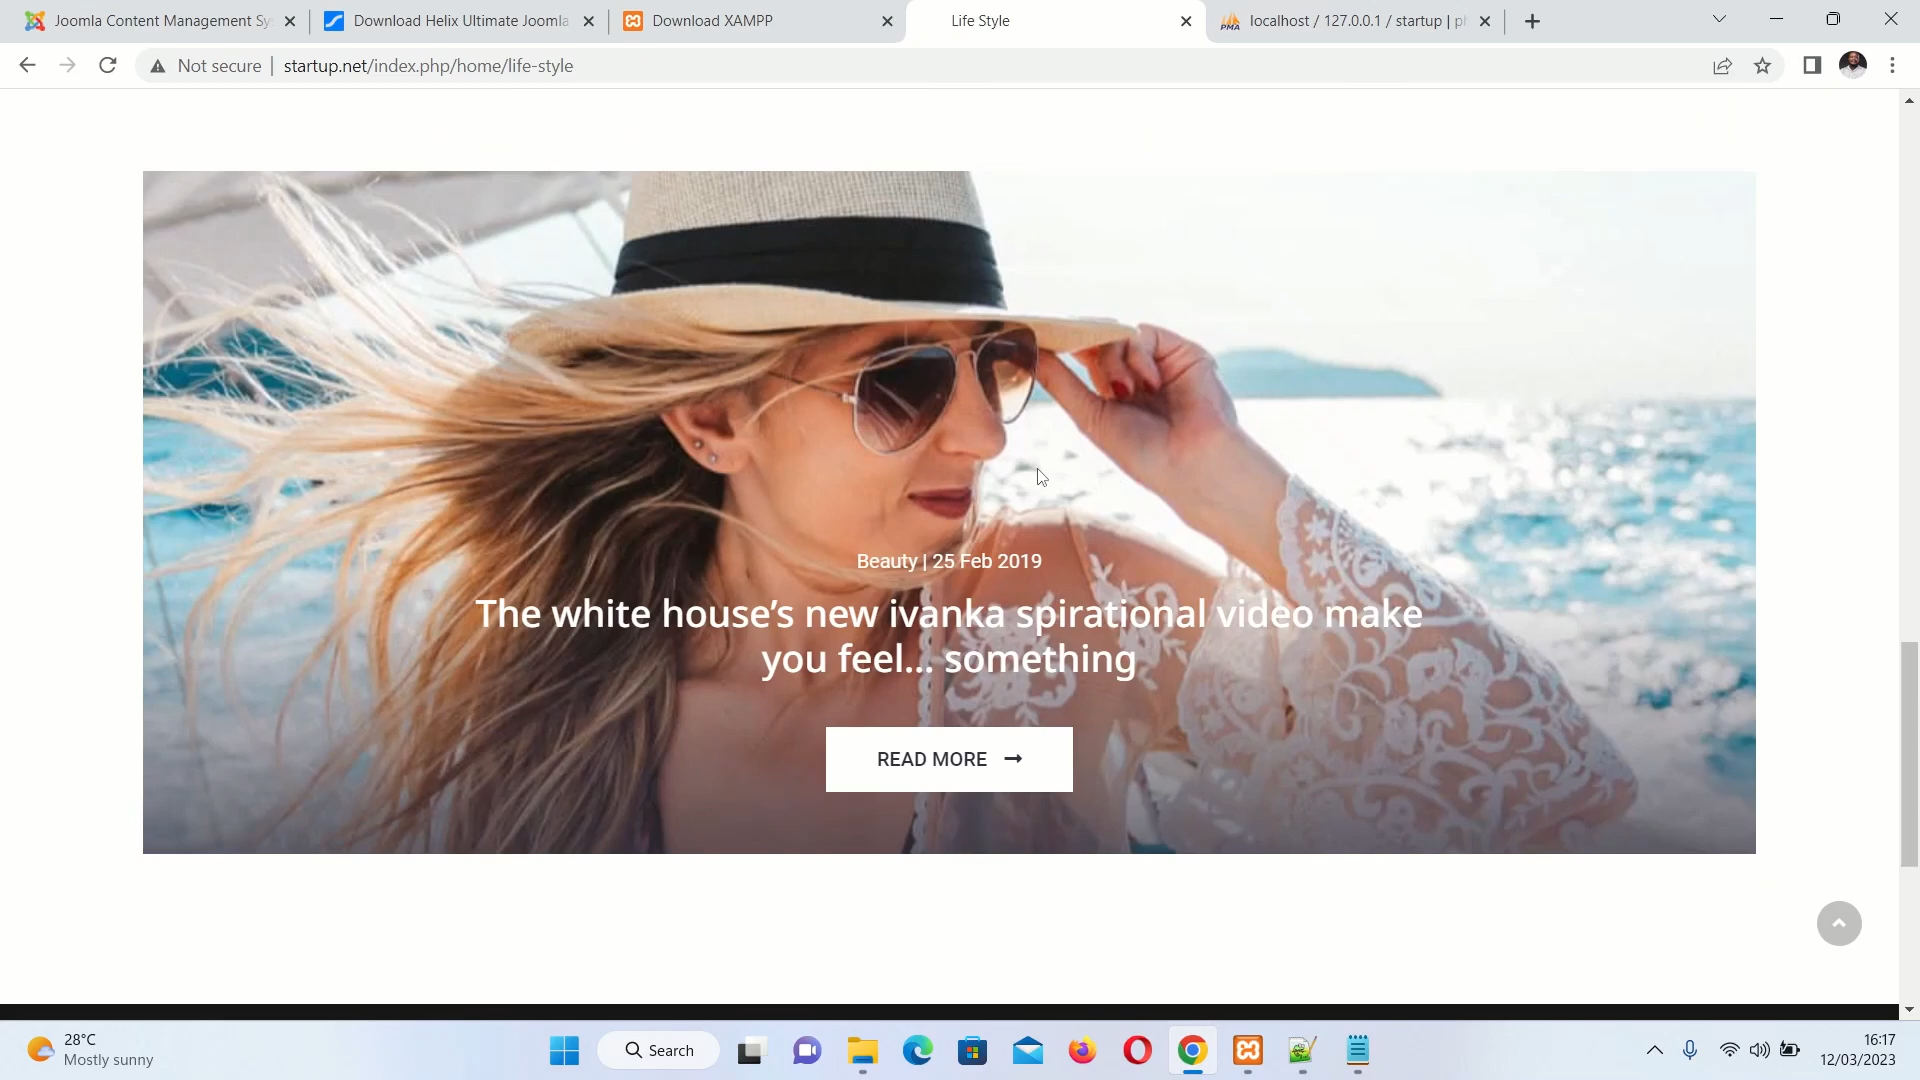 Joomla Content Management Sy
Download Helix Ultimate Joomla
Download XAMPP
Life Style
localhost / 127.0.0.1 / startup | ph
Not secure | startup.net/index.php/home/life-style
Beauty | 25 Feb 2019
The white house’s new ivanka spirational video make
you feel... something
READ MORE
28°C
Mostly sunny
Search
16:17
12/03/2023